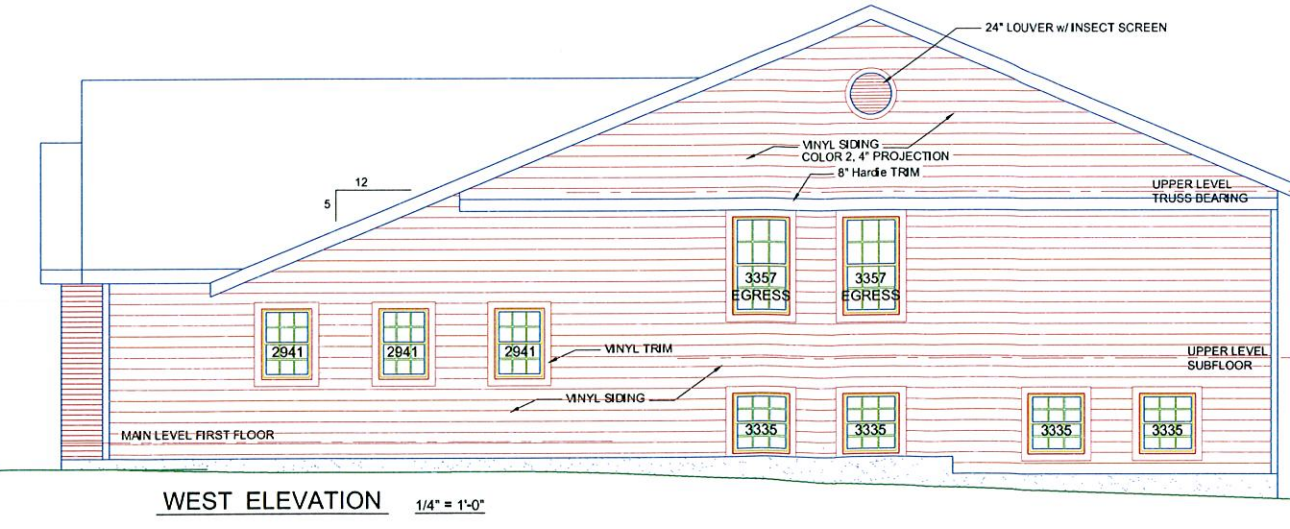 24" LOUVER w/ INSECT SCREEN
VINYL SIDING
COLOR 2, 4" PROJECTION
8" Hardie TRIM
12
5
UPPER LEVEL
TRUSS BEARING
3357
EGRESS
3357
EGRESS
2941
2941
2941
VINYL TRIM
UPPER LEVEL
SUBFLOOR
VINYL SIDING
3335
3335
3335
3335
MAIN LEVEL FIRST FLOOR
WEST ELEVATION
1/4" = 1'-0"